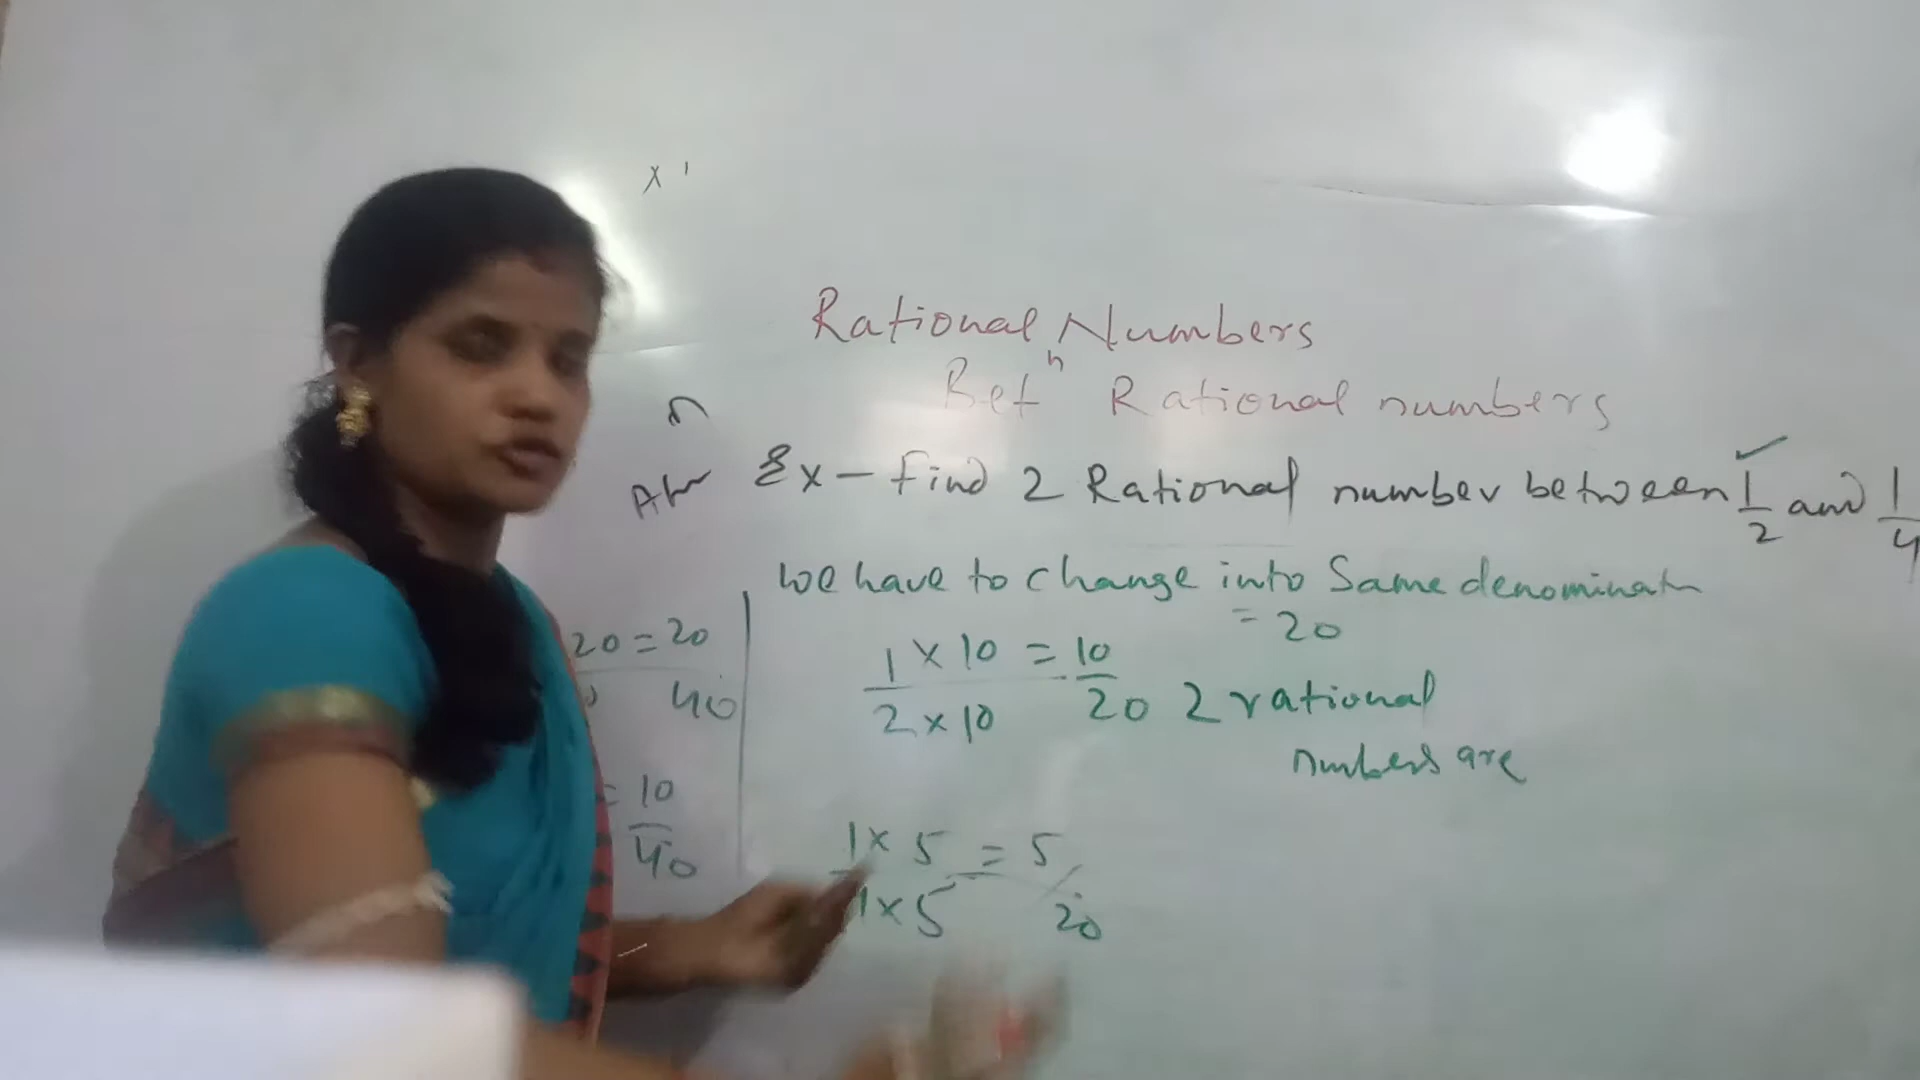 x '
Rational Numbers
Betⁿ Rational numbers
Ex - Find 2 Rational number between 1/2 and 1/4
We have to change into Same denominat
= 20
1 x 10 = 10
2 x 10 20
2 rational
numbers are
1 x 5 = 5/
x 5 20
20 = 20
40
= 10
40